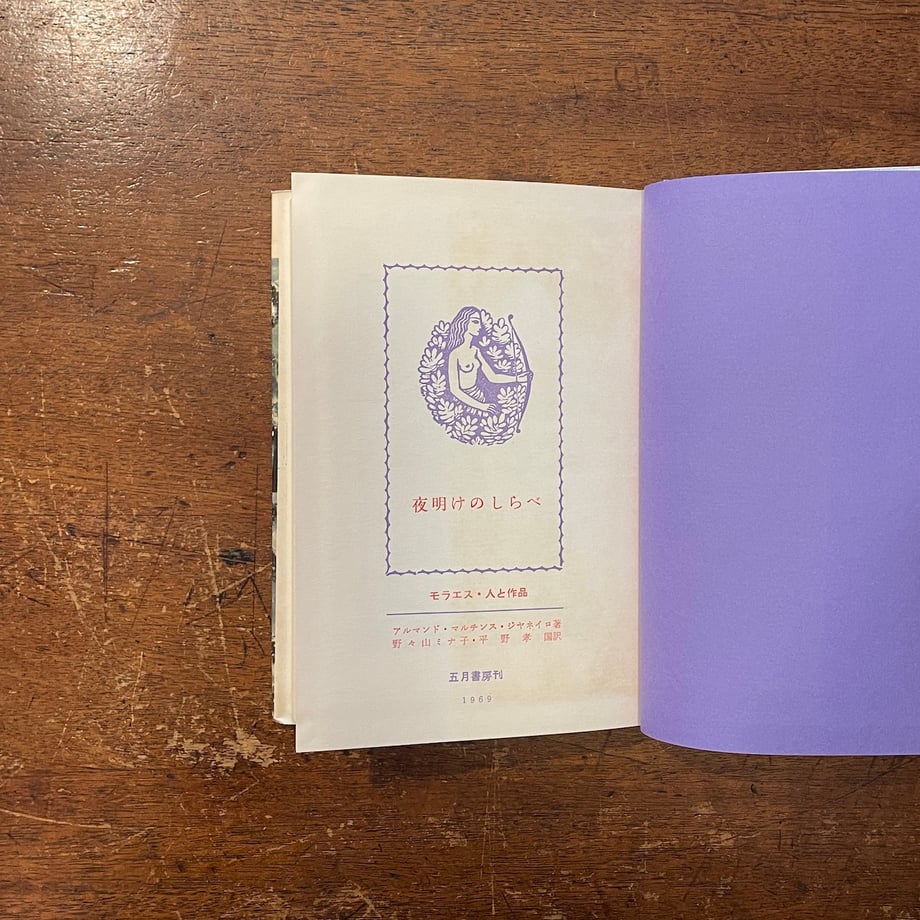 夜明けのしらべ
モラエス・人と作品
アルマンド・マルチンス・ジヤネイロ著
野々山ミナ子・平野孝国訳
五月書房刊
1969